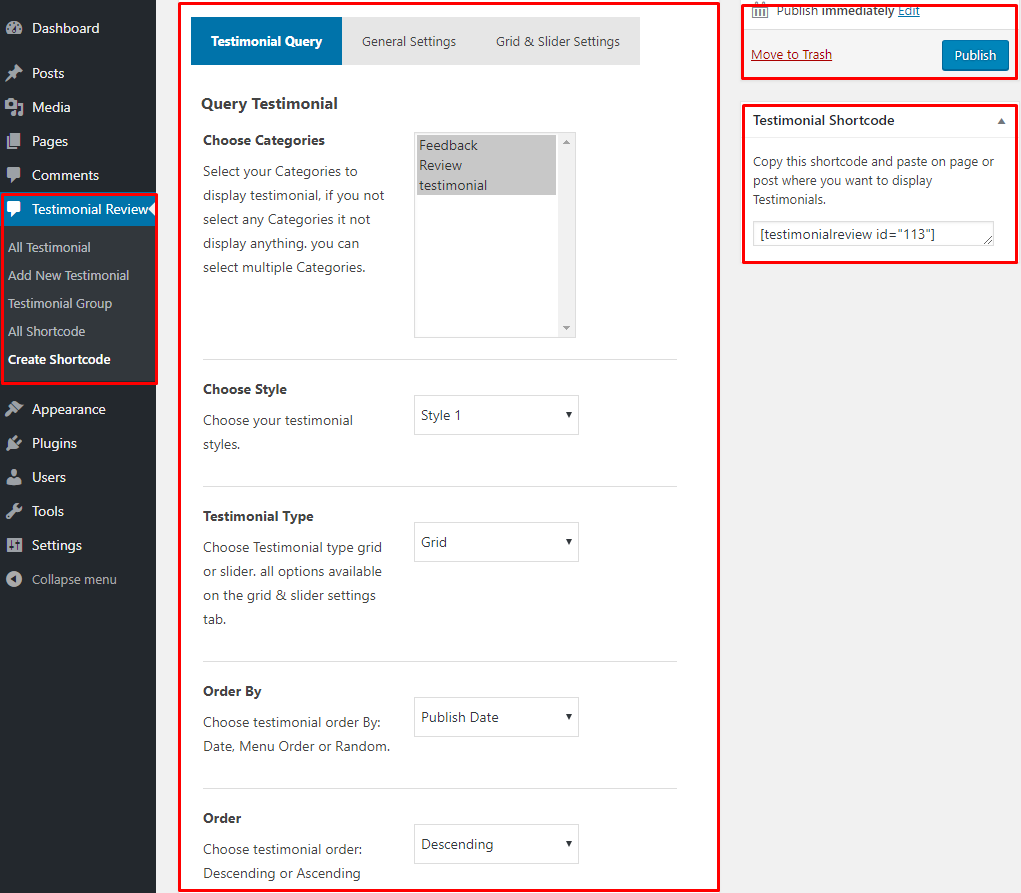 Dashboard
Posts
Media
Pages
Comments
Testimonial Review
All Testimonial
Add New Testimonial
Testimonial Group
All Shortcode
Create Shortcode
Appearance
Plugins
Users
Tools
Settings
Collapse menu
Testimonial Query General Settings Grid & Slider Settings
Query Testimonial
Choose Categories
Select your Categories to
display testimonial, if you not
select any Categories it not
display anything. you can
select multiple Categories.
Feedback
Review
testimonial
Choose Style
Choose your testimonial
styles.
Style 1
Testimonial Type
Choose Testimonial type grid
or slider. all options available
on the grid & slider settings
tab.
Grid
Order By
Choose testimonial order By:
Date, Menu Order or Random.
Publish Date
Order
Choose testimonial order:
Descending or Ascending
Descending
Publish immediately Edit
Move to Trash Publish
Testimonial Shortcode
Copy this shortcode and paste on page or
post where you want to display
Testimonials.
[testimonialreview id="113"]